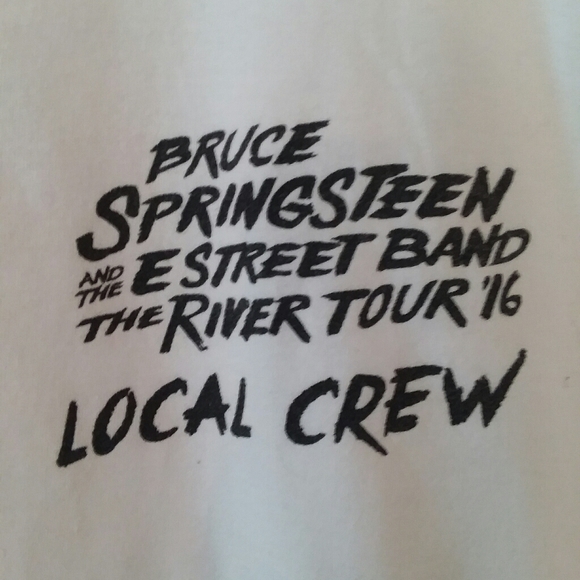 BRUCE
SPRINGSTEEN
AND THE E STREET BAND
THE RIVER TOUR '16
LOCAL CREW